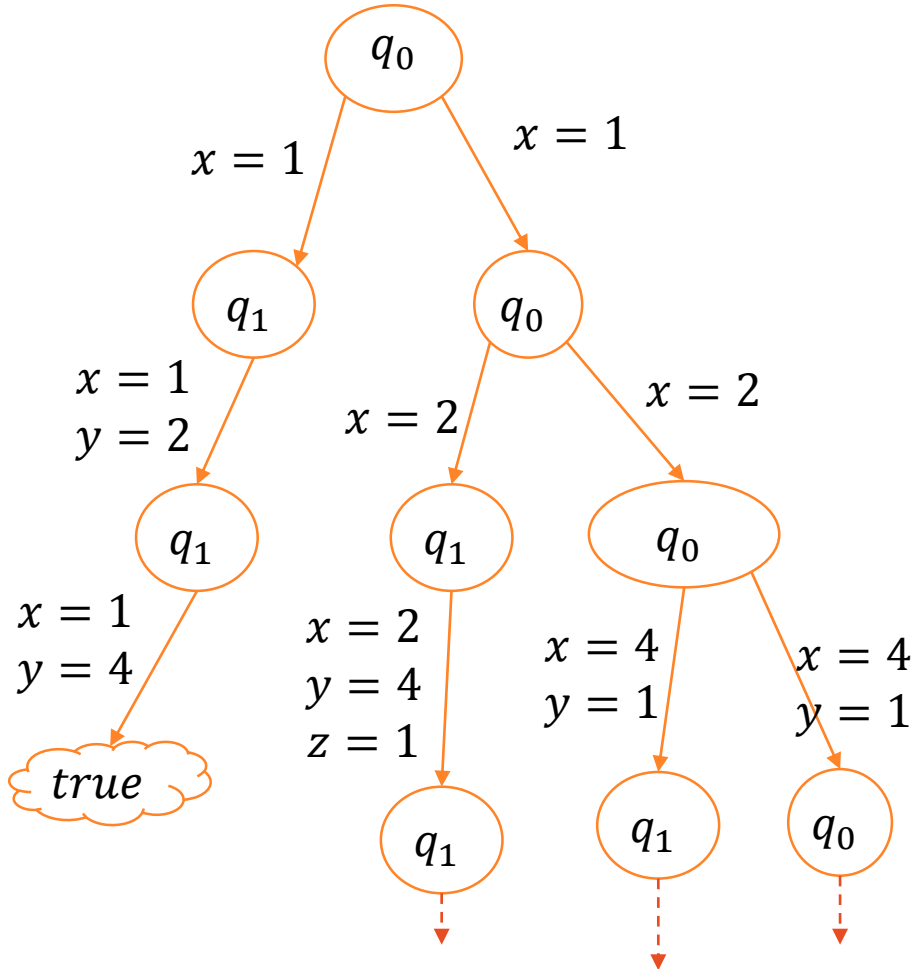 q₀
x = 1
x = 1
q₁
q₀
x = 1
y = 2
x = 2
x = 2
q₁
q₁
q₀
x = 1
y = 4
x = 2
y = 4
z = 1
x = 4
y = 1
x = 4
y = 1
true
q₁
q₁
q₀